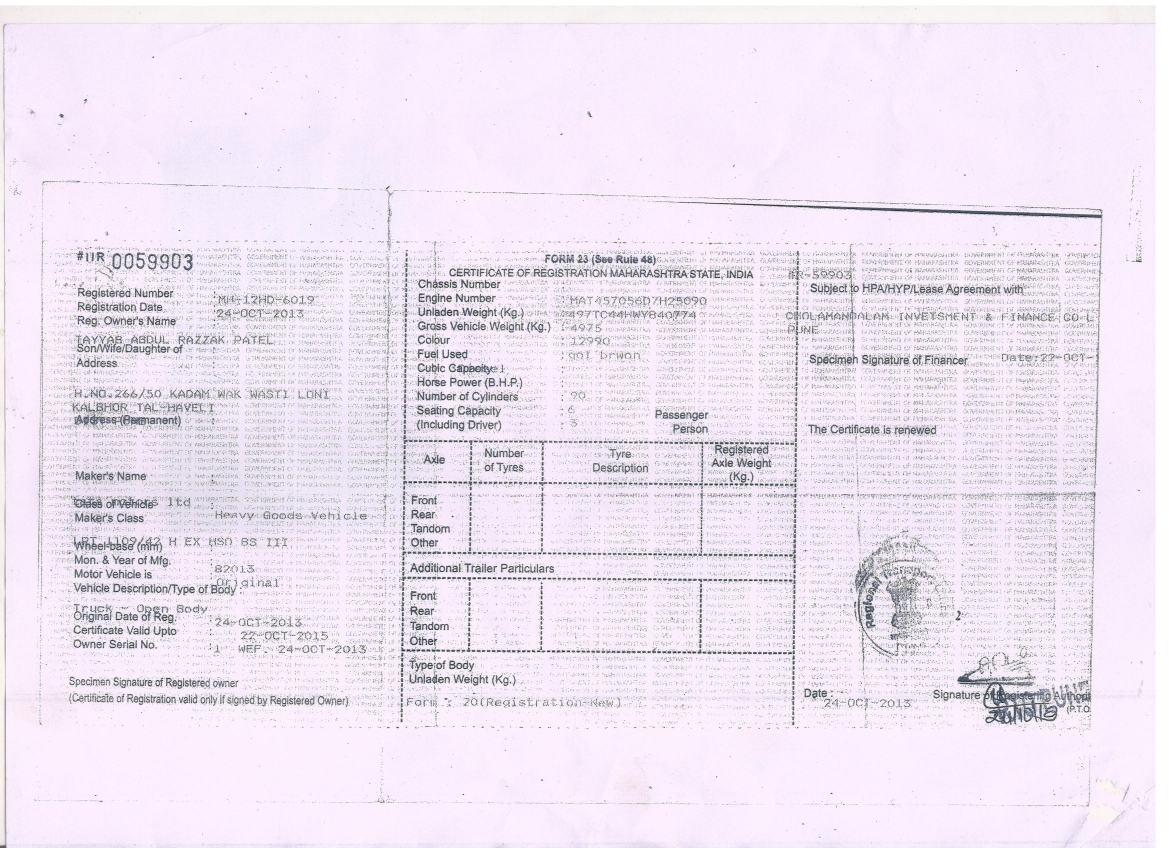 #IIR 0059903
Registered Number : MH-12HD-6019
Registration Date : 24-OCT-2013
Reg. Owner's Name :
TAYYAB ABDUL RAZZAK PATEL
Son/Wife/Daughter of
Address :
H.NO.266/50 KADAM WAK WASTI LONI
KALBHOR TAL-HAVELI
Address (Permanent) :
Maker's Name :
tata motors ltd
Class of Vehicle
Maker's Class : Heavy Goods Vehicle
LPT 1109/42 H EX HSD BS III
Wheel-base (mm)
Mon. & Year of Mfg. : 82013
Motor Vehicle is : Original
Vehicle Description/Type of Body :
Truck - Open Body
Original Date of Reg. : 24-OCT-2013
Certificate Valid Upto 22-OCT-2015
Owner Serial No. : 1 WEF. 24-OCT-2013
Specimen Signature of Registered owner
(Certificate of Registration valid only if signed by Registered Owner)
FORM 23 (See Rule 48)
CERTIFICATE OF REGISTRATION MAHARASHTRA STATE, INDIA
Chassis Number :
Engine Number : MAT457056D7H25090
Unladen Weight (Kg.) : 497TC44HWY840774
Gross Vehicle Weight (Kg.) : 4975
Colour : 12990
Fuel Used : gol brwon
Cubic Capacity :
Horse Power (B.H.P.) :
Number of Cylinders : 90
Seating Capacity : 6 Passenger
(Including Driver) : 3 Person
Axle Number of Tyres Tyre Description Registered Axle Weight (Kg.)
Front
Rear
Tandom
Other
Additional Trailer Particulars
Front
Rear
Tandom
Other
Type of Body
Unladen Weight (Kg.)
Form : 20(Registration New)
RR-59903
Subject to HPA/HYP/Lease Agreement with
CHOLAMANDALAM INVETSMENT & FINANCE CO L
PUNE
Specimen Signature of Financer Date:22-OCT-
The Certificate is renewed
Regional Transport
Date :
24-OCT-2013
Signature of Registering Authori
(P.T.O